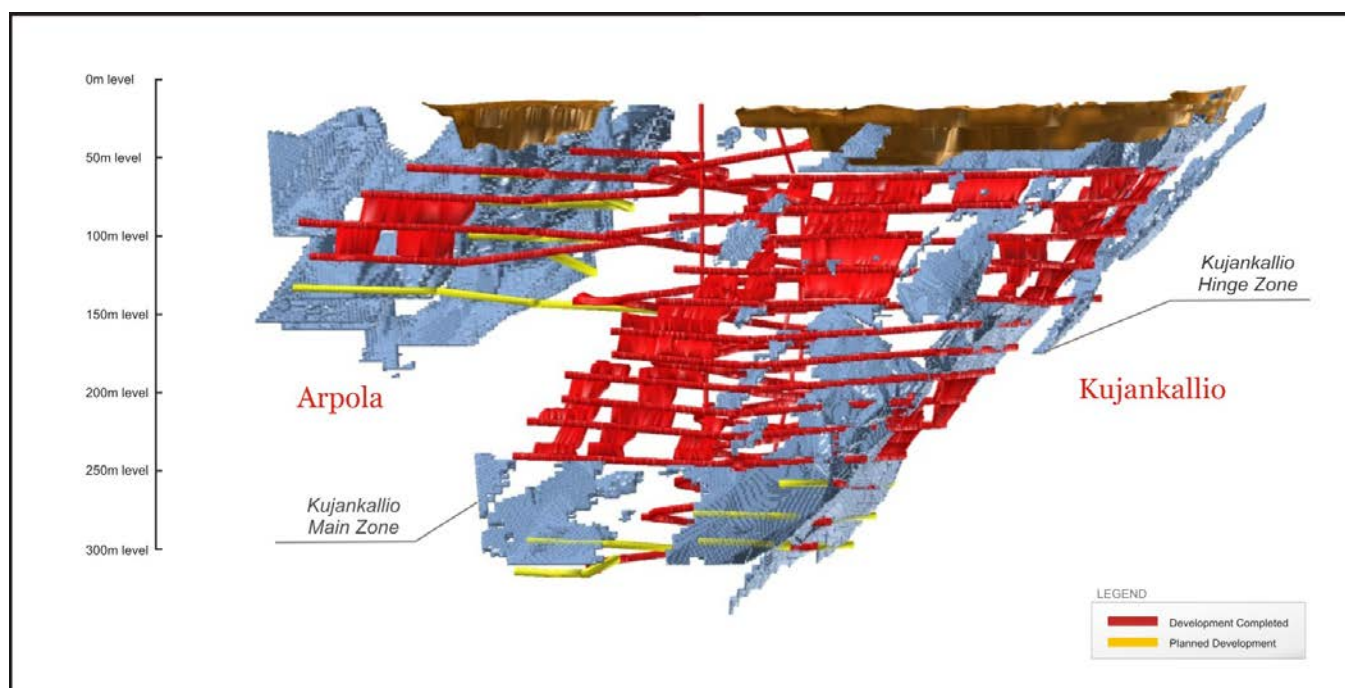 0m level
50m level
100m level
150m level
200m level
250m level
300m level
Arpola
Kujankallio
Kujankallio
Hinge Zone
Kujankallio
Main Zone
LEGEND
Development Completed
Planned Development